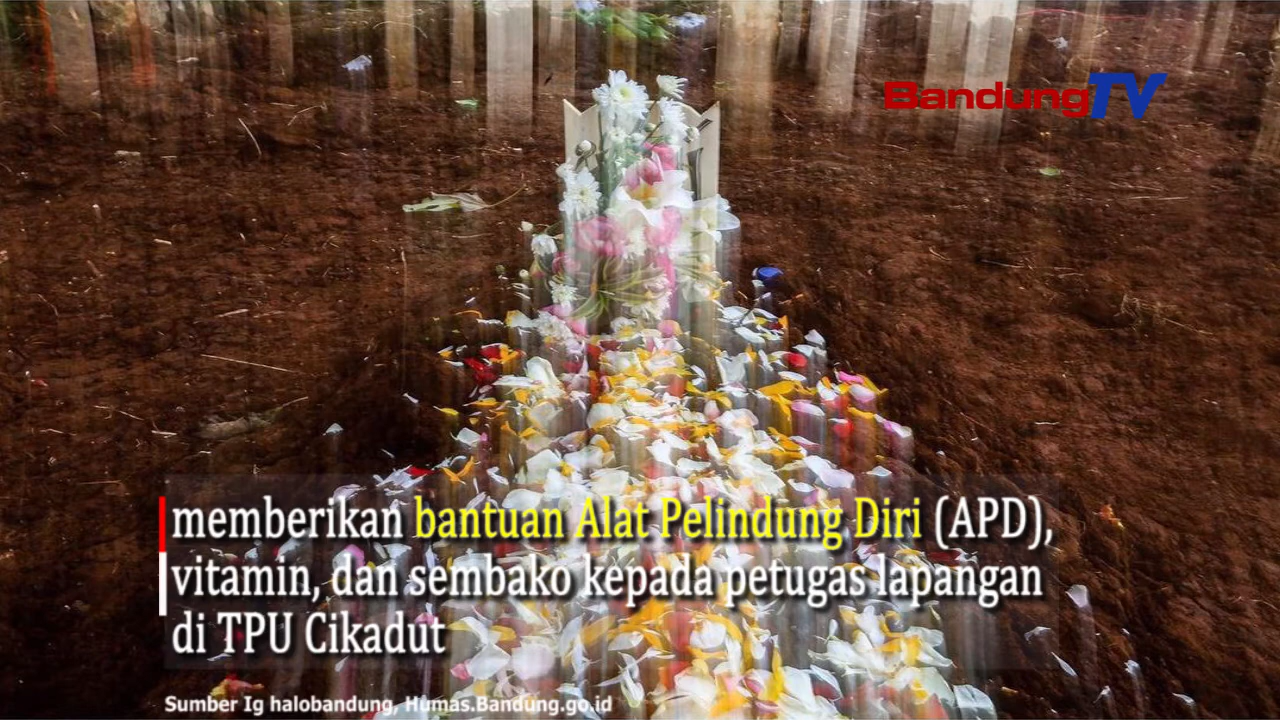 BandungTV
memberikan bantuan Alat Pelindung Diri (APD),
vitamin, dan sembako kepada petugas lapangan
di TPU Cikadut
Sumber Ig halobandung, Humas.Bandung.go.id